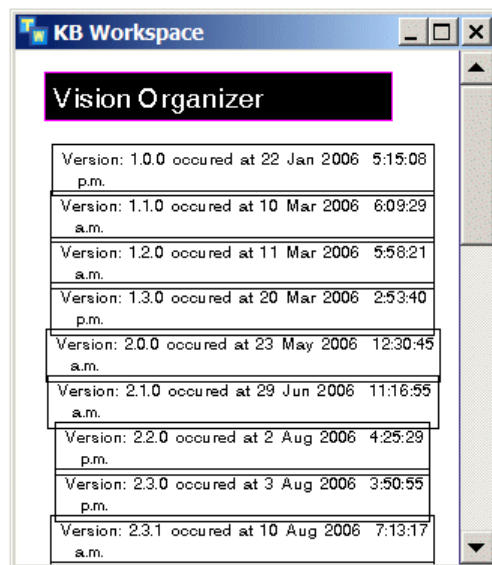 TW KB Workspace
Vision Organizer
Version: 1.0.0 occured at 22 Jan 2006 5:15:08
p.m.
Version: 1.1.0 occured at 10 Mar 2006 6:09:29
a.m.
Version: 1.2.0 occured at 11 Mar 2006 5:58:21
a.m.
Version: 1.3.0 occured at 20 Mar 2006 2:53:40
p.m.
Version: 2.0.0 occured at 23 May 2006 12:30:45
a.m.
Version: 2.1.0 occured at 29 Jun 2006 11:16:55
a.m.
Version: 2.2.0 occured at 2 Aug 2006 4:25:29
p.m.
Version: 2.3.0 occured at 3 Aug 2006 3:50:55
p.m.
Version: 2.3.1 occured at 10 Aug 2006 7:13:17
a.m.